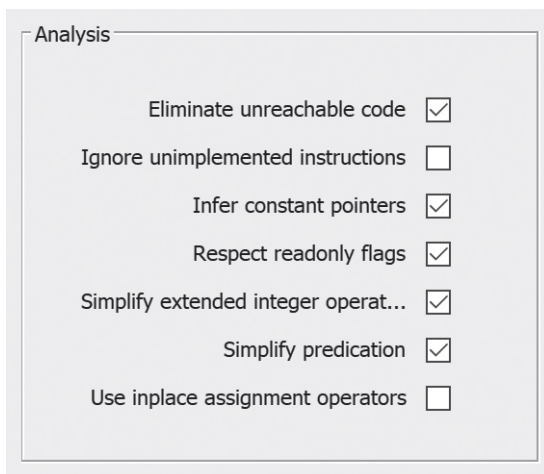 Analysis
Eliminate unreachable code
Ignore unimplemented instructions
Infer constant pointers
Respect readonly flags
Simplify extended integer operat...
Simplify predication
Use inplace assignment operators